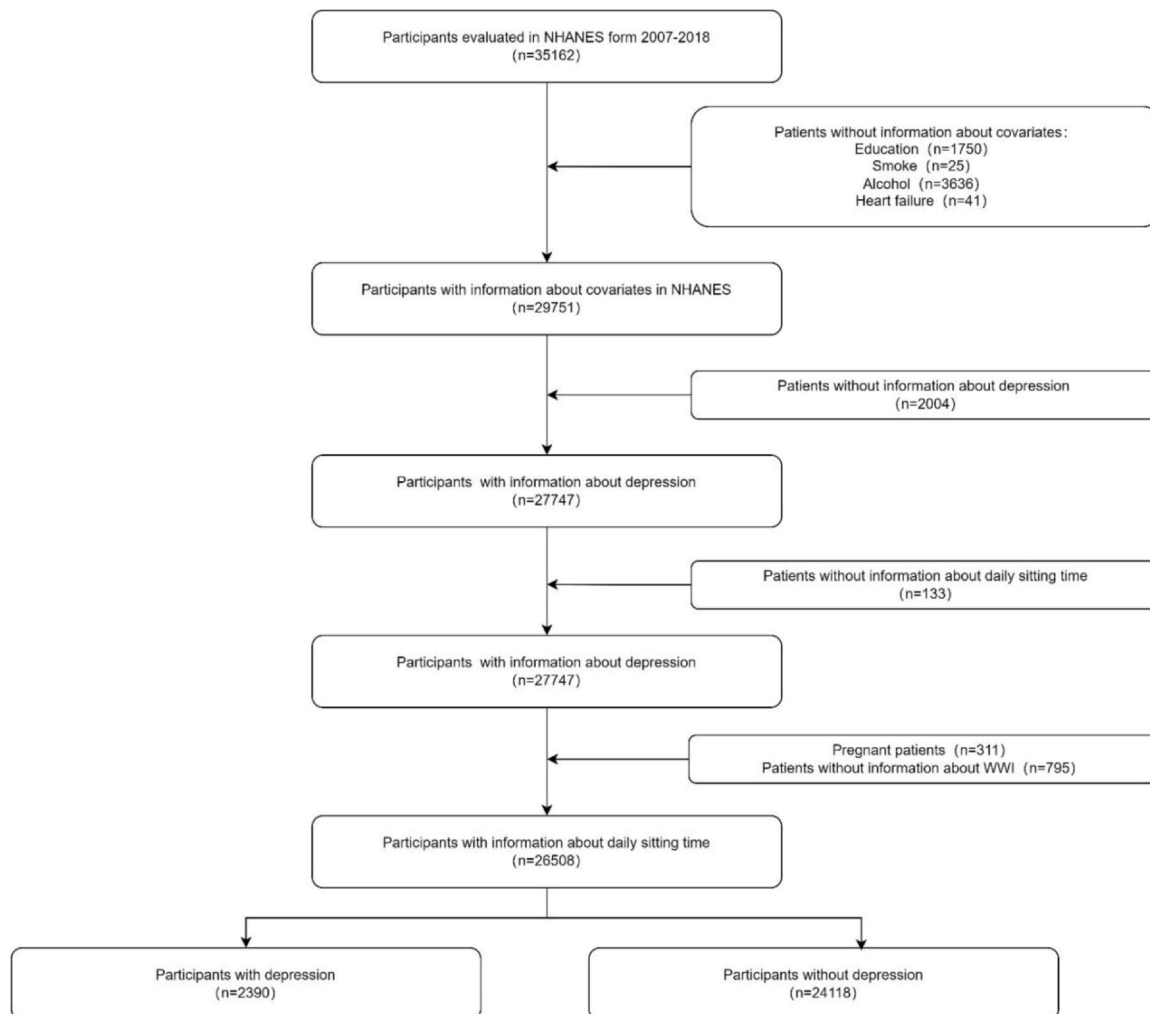 Participants evaluated in NHANES form 2007-2018
(n=35162)
Patients without information about covariates:
Education (n=1750)
Smoke (n=25)
Alcohol (n=3636)
Heart failure (n=41)
Participants with information about covariates in NHANES
(n=29751)
Patients without information about depression
(n=2004)
Participants with information about depression
(n=27747)
Patients without information about daily sitting time
(n=133)
Participants with information about depression
(n=27747)
Pregnant patients (n=311)
Patients without information about WWI (n=795)
Participants with information about daily sitting time
(n=26508)
Participants with depression
(n=2390)
Participants without depression
(n=24118)